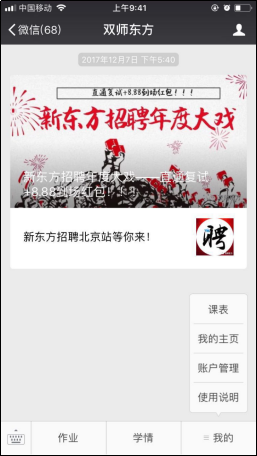 中国移动 上午9:41
微信(68) 双师东方
2017年12月7日 下午5:40
直通复试+8.88到场红包！！！
新东方招聘年度大戏
新东方招聘年度大戏——直通复试
+8.88到场红包！！！
新东方招聘北京站等你来！
聘
课表
我的主页
账户管理
使用说明
作业 学情 我的